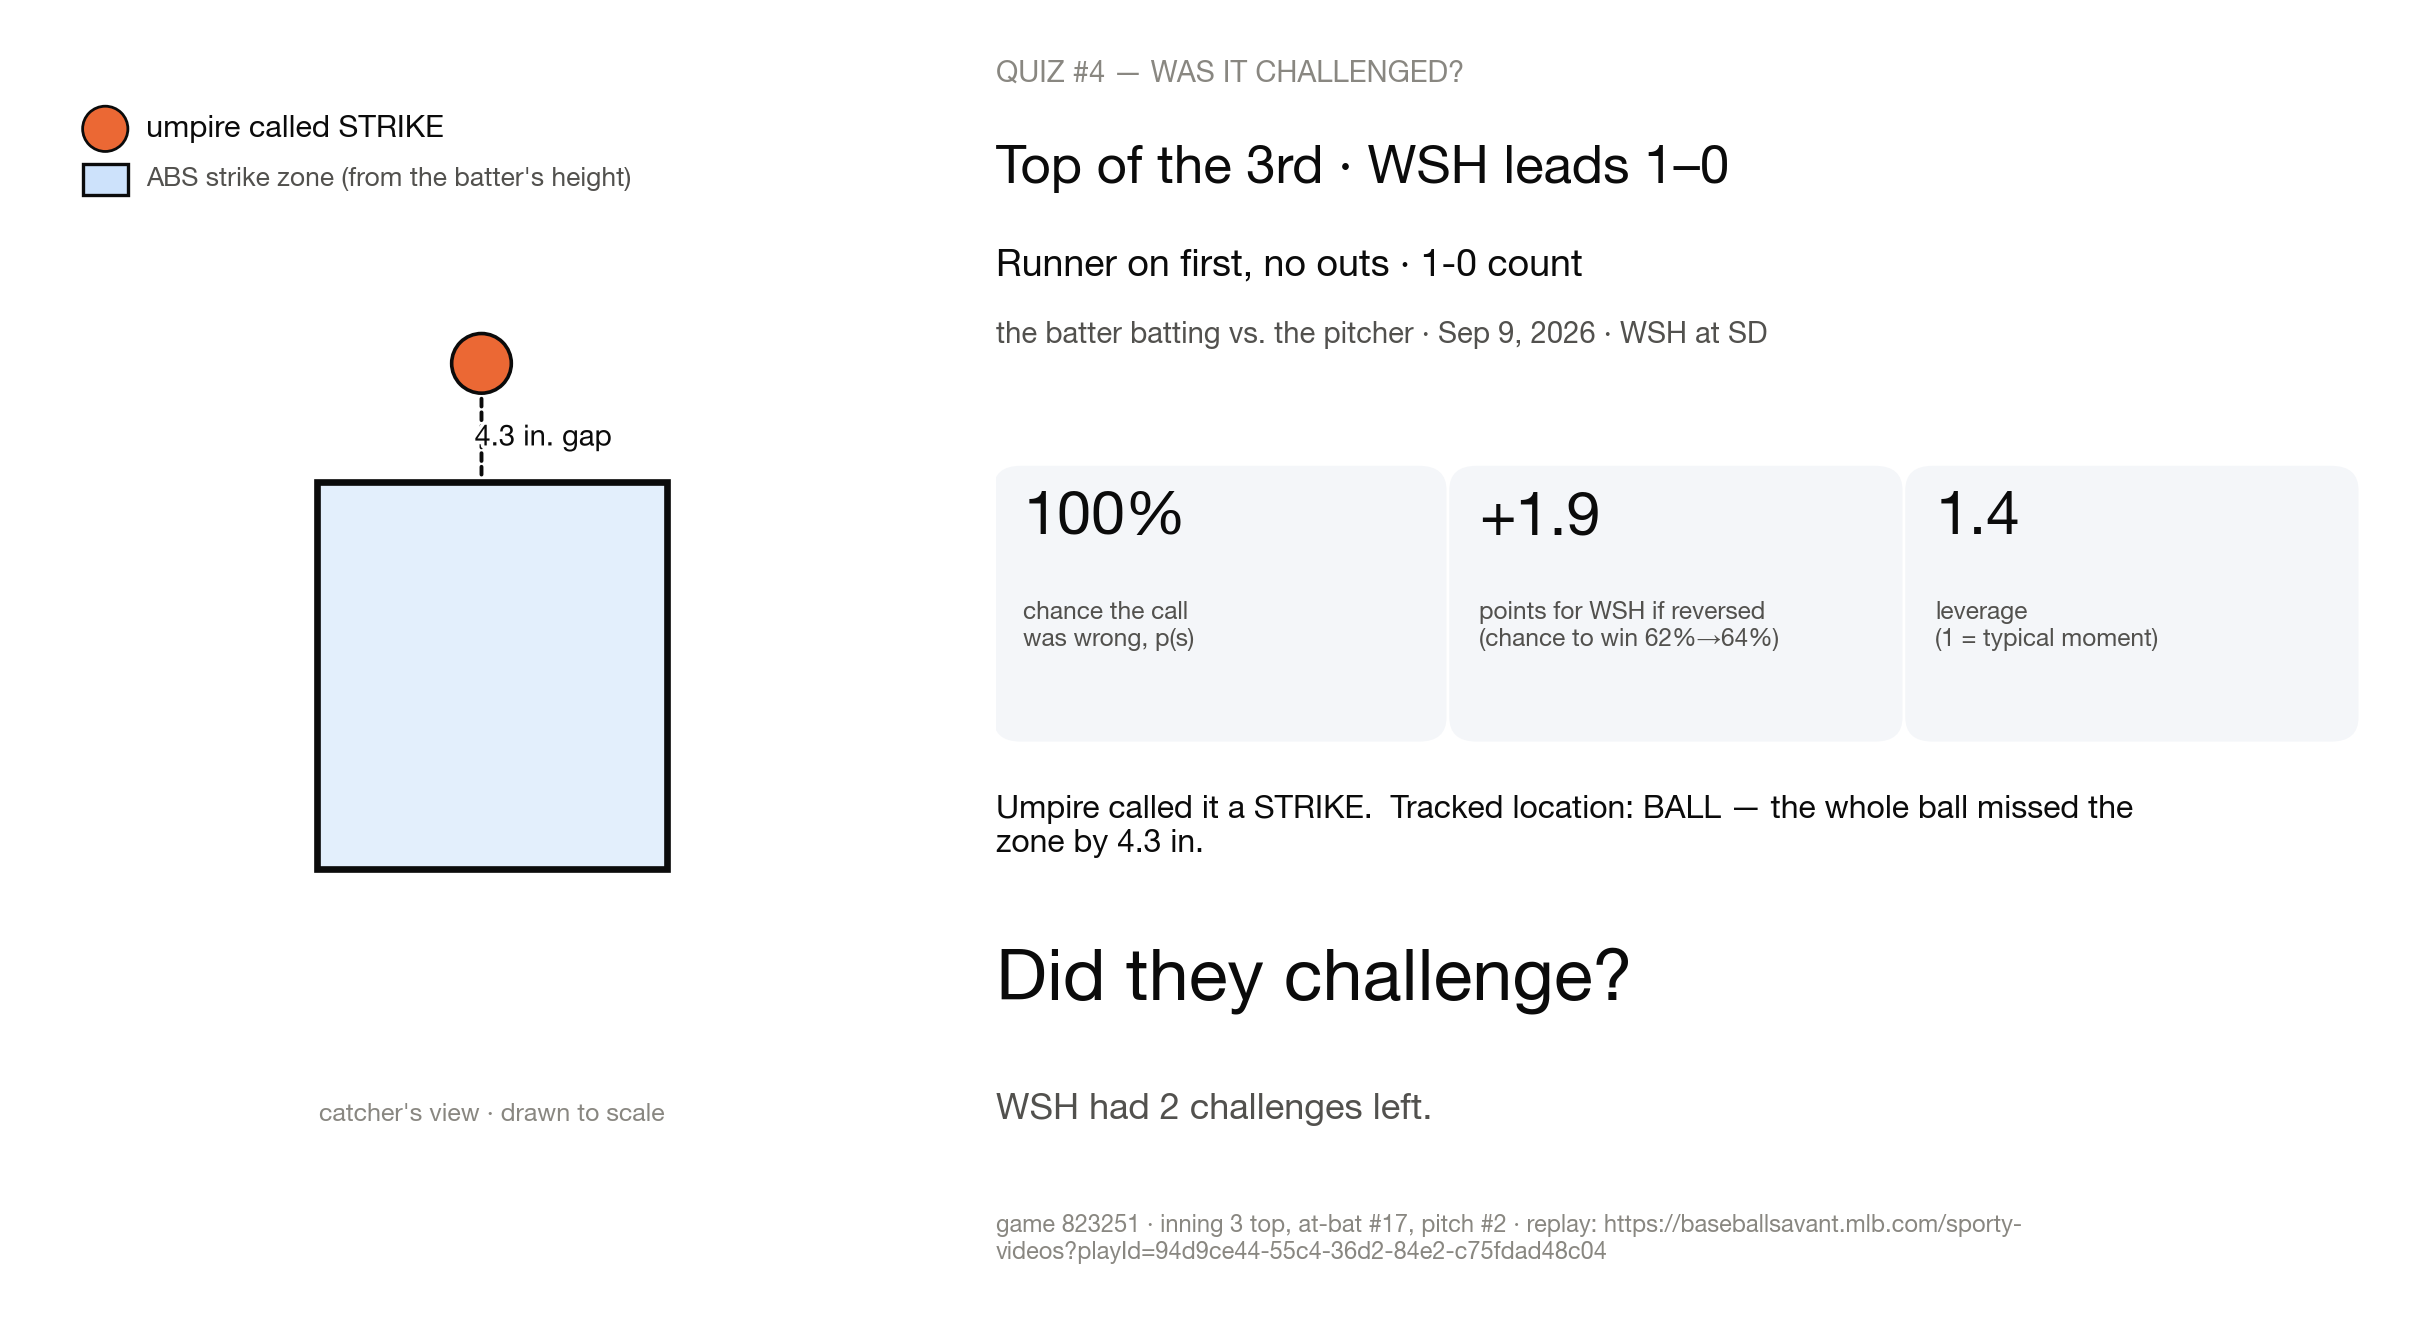 QUIZ #4 — WAS IT CHALLENGED?
umpire called STRIKE
ABS strike zone (from the batter's height)
Top of the 3rd · WSH leads 1–0
Runner on first, no outs · 1-0 count
the batter batting vs. the pitcher · Sep 9, 2026 · WSH at SD
4.3 in. gap
100%
chance the call
was wrong, p(s)
+1.9
points for WSH if reversed
(chance to win 62%→64%)
1.4
leverage
(1 = typical moment)
Umpire called it a STRIKE.  Tracked location: BALL — the whole ball missed the
zone by 4.3 in.
Did they challenge?
WSH had 2 challenges left.
catcher's view · drawn to scale
game 823251 · inning 3 top, at-bat #17, pitch #2 · replay: https://baseballsavant.mlb.com/sporty-
videos?playId=94d9ce44-55c4-36d2-84e2-c75fdad48c04